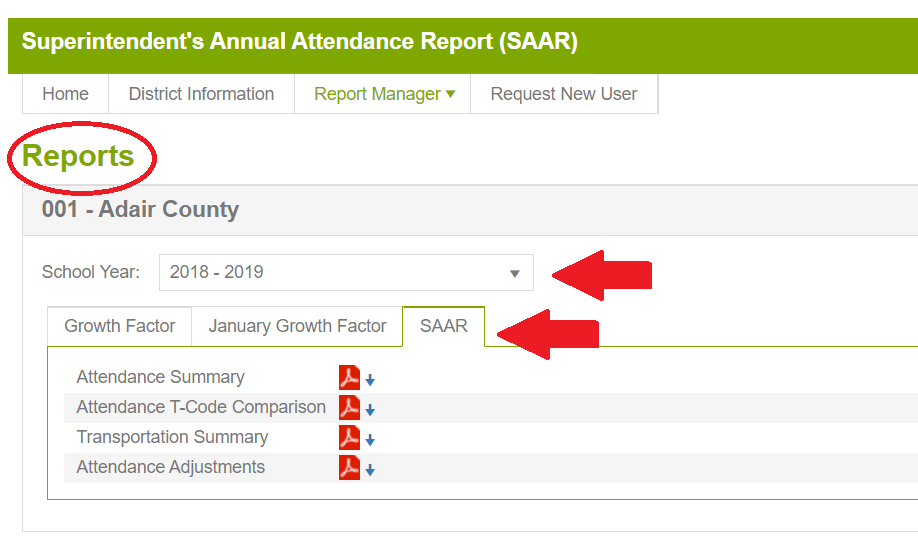 Superintendent's Annual Attendance Report (SAAR)
Home District Information Report Manager Request New User
Reports
001 - Adair County
School Year: 2018 - 2019
Growth Factor January Growth Factor SAAR
Attendance Summary
Attendance T-Code Comparison
Transportation Summary
Attendance Adjustments